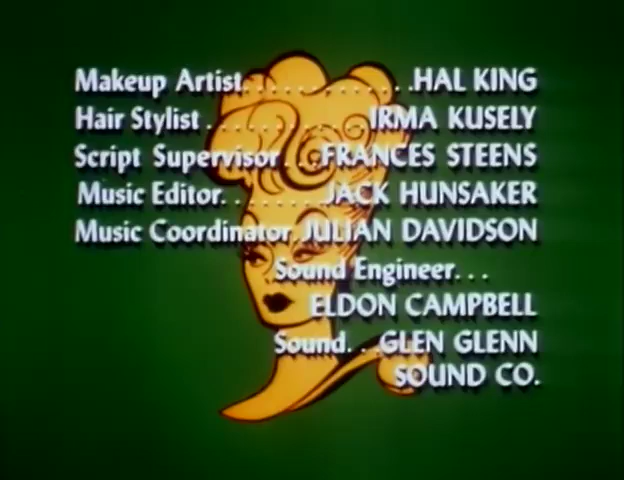 Makeup Artist. . . . . . . . . . . .HAL KING
Hair Stylist . . . . . . . . . . .IRMA KUSELY
Script Supervisor. . .FRANCES STEENS
Music Editor. . . . . . . .JACK HUNSAKER
Music Coordinator JULIAN DAVIDSON
Sound Engineer. . .
ELDON CAMPBELL
Sound. . .GLEN GLENN
SOUND CO.